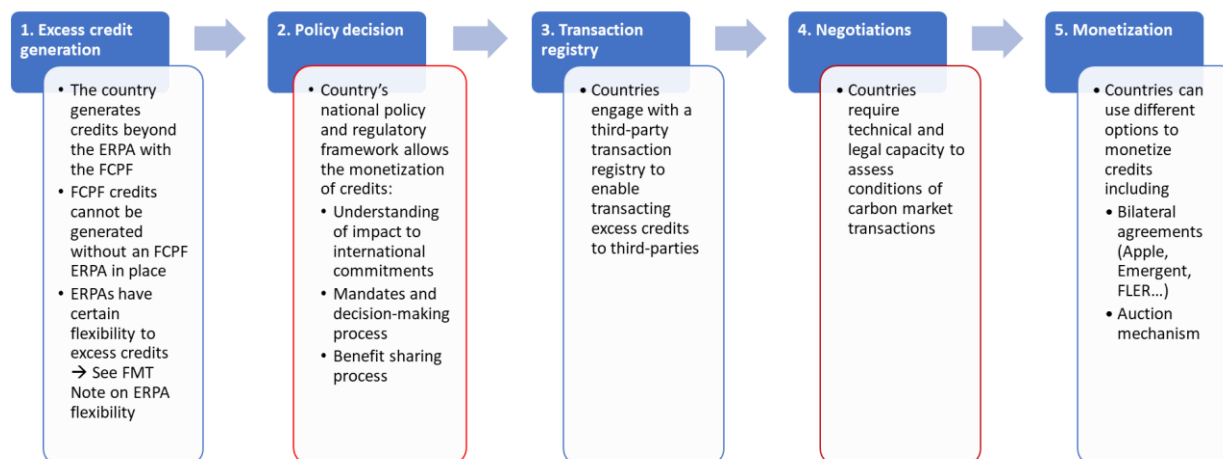 1. Excess credit
generation
• The country
generates
credits beyond
the ERPA with
the FCPF
• FCPF credits
cannot be
generated
without an FCPF
ERPA in place
• ERPAs have
certain
flexibility to
excess credits
→ See FMT
Note on ERPA
flexibility
2. Policy decision
• Country’s
national policy
and regulatory
framework allows
the monetization
of credits:
• Understanding
of impact to
international
commitments
• Mandates and
decision-making
process
• Benefit sharing
process
3. Transaction
registry
• Countries
engage with a
third-party
transaction
registry to
enable
transacting
excess credits
to third-parties
4. Negotiations
• Countries
require
technical and
legal capacity to
assess
conditions of
carbon market
transactions
5. Monetization
• Countries can
use different
options to
monetize
credits
including
• Bilateral
agreements
(Apple,
Emergent,
FLER...)
• Auction
mechanism